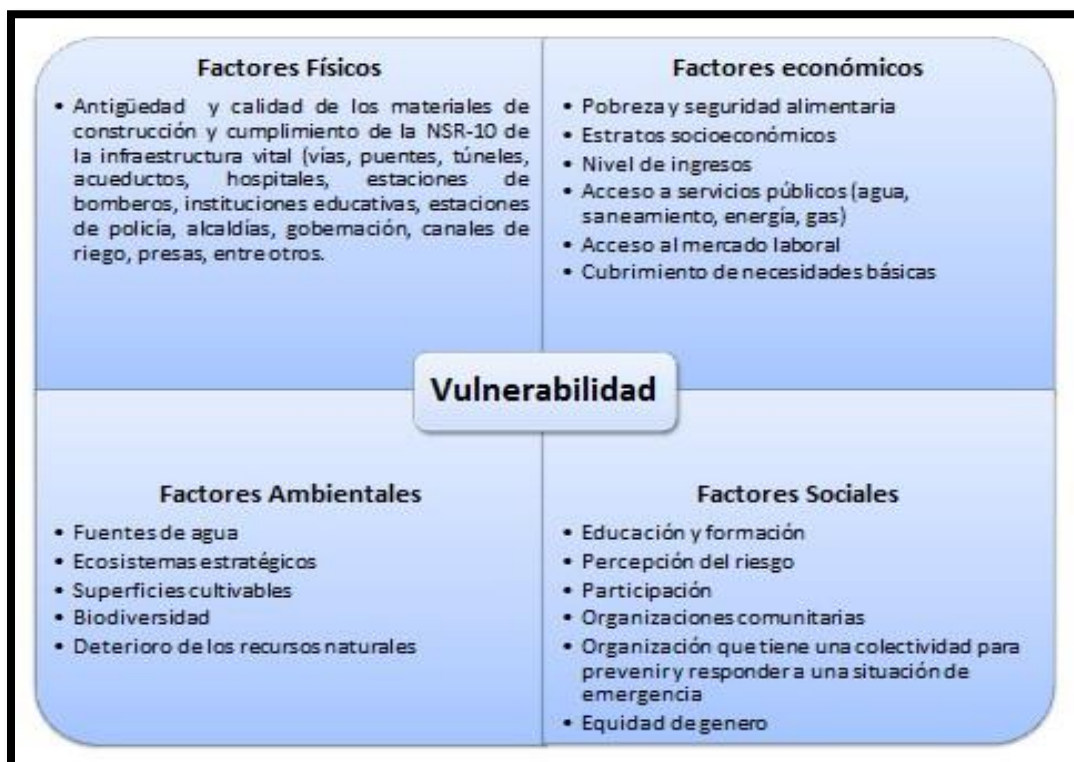 Factores Físicos
• Antigüedad y calidad de los materiales de
construcción y cumplimiento de la NSR-10 de
la infraestructura vital (vías, puentes, túneles,
acueductos, hospitales, estaciones de
bomberos, instituciones educativas, estaciones
de policía, alcaldías, gobernación, canales de
riego, presas, entre otros.
Factores económicos
• Pobreza y seguridad alimentaria
• Estratos socioeconómicos
• Nivel de ingresos
• Acceso a servicios públicos (agua,
saneamiento, energía, gas)
• Acceso al mercado laboral
• Cubrimiento de necesidades básicas
Vulnerabilidad
Factores Ambientales
• Fuentes de agua
• Ecosistemas estratégicos
• Superficies cultivables
• Biodiversidad
• Deterioro de los recursos naturales
Factores Sociales
• Educación y formación
• Percepción del riesgo
• Participación
• Organizaciones comunitarias
• Organización que tiene una colectividad para
prevenir y responder a una situación de
emergencia
• Equidad de genero